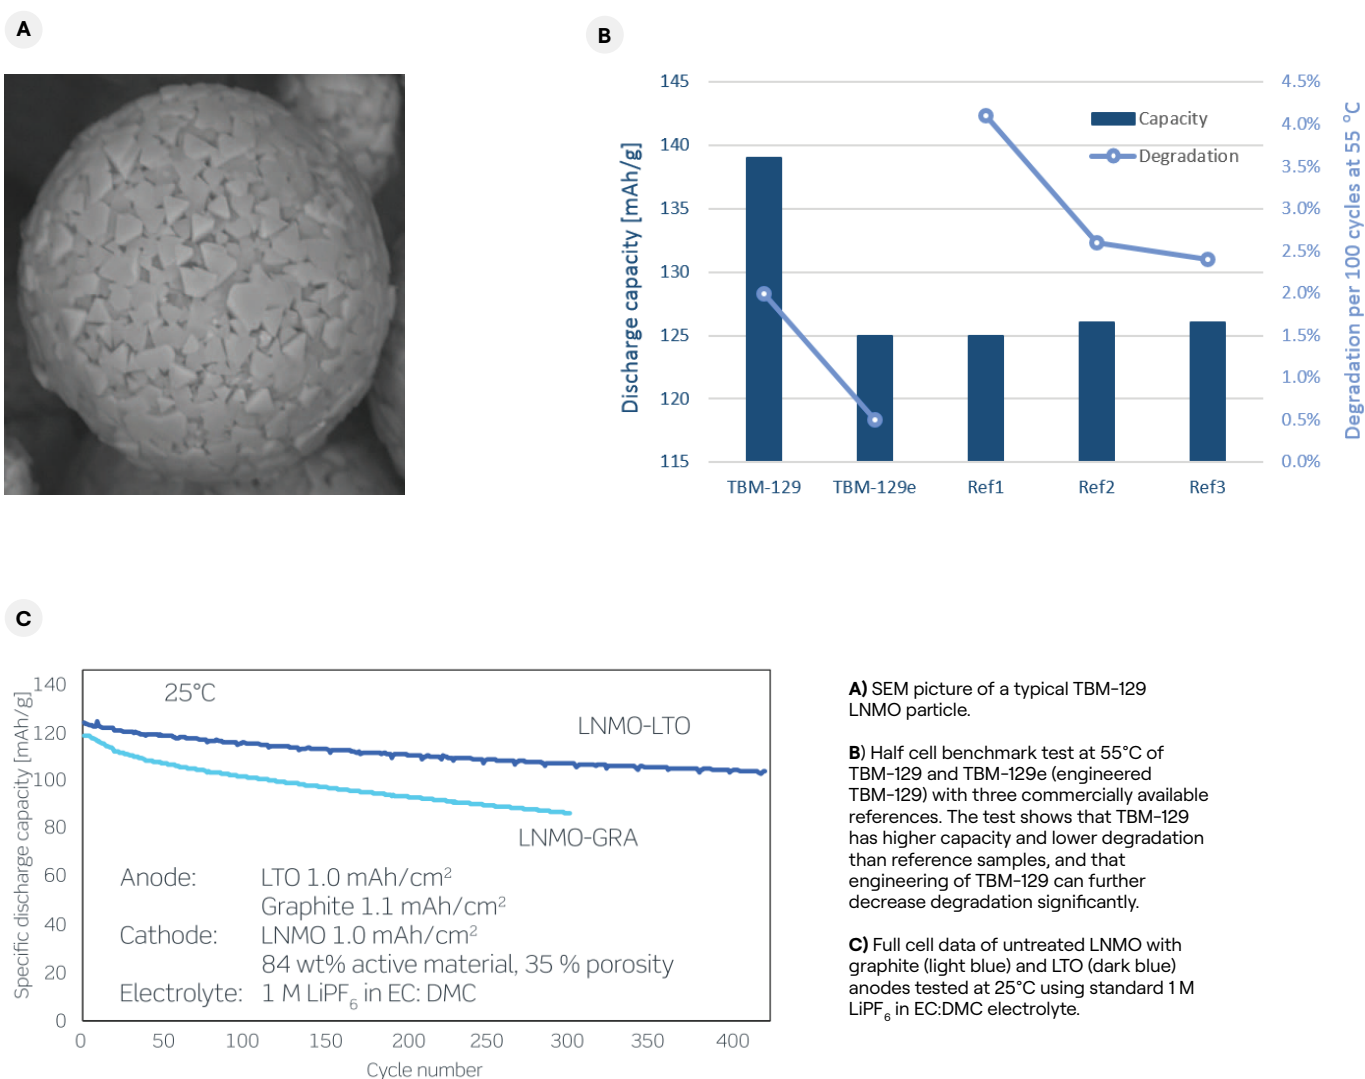 A
B
145
140
135
130
125
120
115
Discharge capacity [mAh/g]
4.5%
4.0%
3.5%
3.0%
2.5%
2.0%
1.5%
1.0%
0.5%
0.0%
Degradation per 100 cycles at 55 °C
Capacity
Degradation
TBM-129 TBM-129e Ref1 Ref2 Ref3
C
140
120
100
80
60
40
20
0
Specific discharge capacity [mAh/g]
25°C
LNMO-LTO
LNMO-GRA
Anode: LTO 1.0 mAh/cm²
Graphite 1.1 mAh/cm²
Cathode: LNMO 1.0 mAh/cm²
84 wt% active material, 35 % porosity
Electrolyte: 1 M LiPF₆ in EC: DMC
0 50 100 150 200 250 300 350 400
Cycle number
A) SEM picture of a typical TBM-129
LNMO particle.
B) Half cell benchmark test at 55°C of
TBM-129 and TBM-129e (engineered
TBM-129) with three commercially available
references. The test shows that TBM-129
has higher capacity and lower degradation
than reference samples, and that
engineering of TBM-129 can further
decrease degradation significantly.
C) Full cell data of untreated LNMO with
graphite (light blue) and LTO (dark blue)
anodes tested at 25°C using standard 1 M
LiPF₆ in EC:DMC electrolyte.